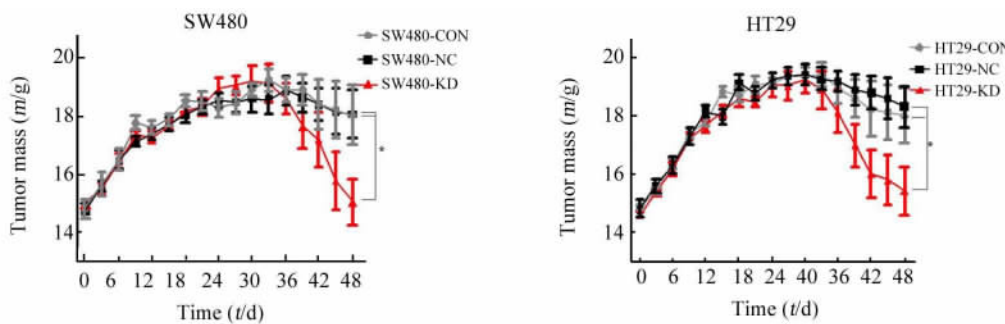 SW480
SW480-CON
SW480-NC
SW480-KD
Tumor mass (m/g)
20
18
16
14
*
0 6 12 14 24 30 36 42 48
Time (t/d)
HT29
HT29-CON
HT29-NC
HT29-KD
Tumor mass (m/g)
20
18
16
14
*
0 6 12 18 24 30 36 42 48
Time (t/d)